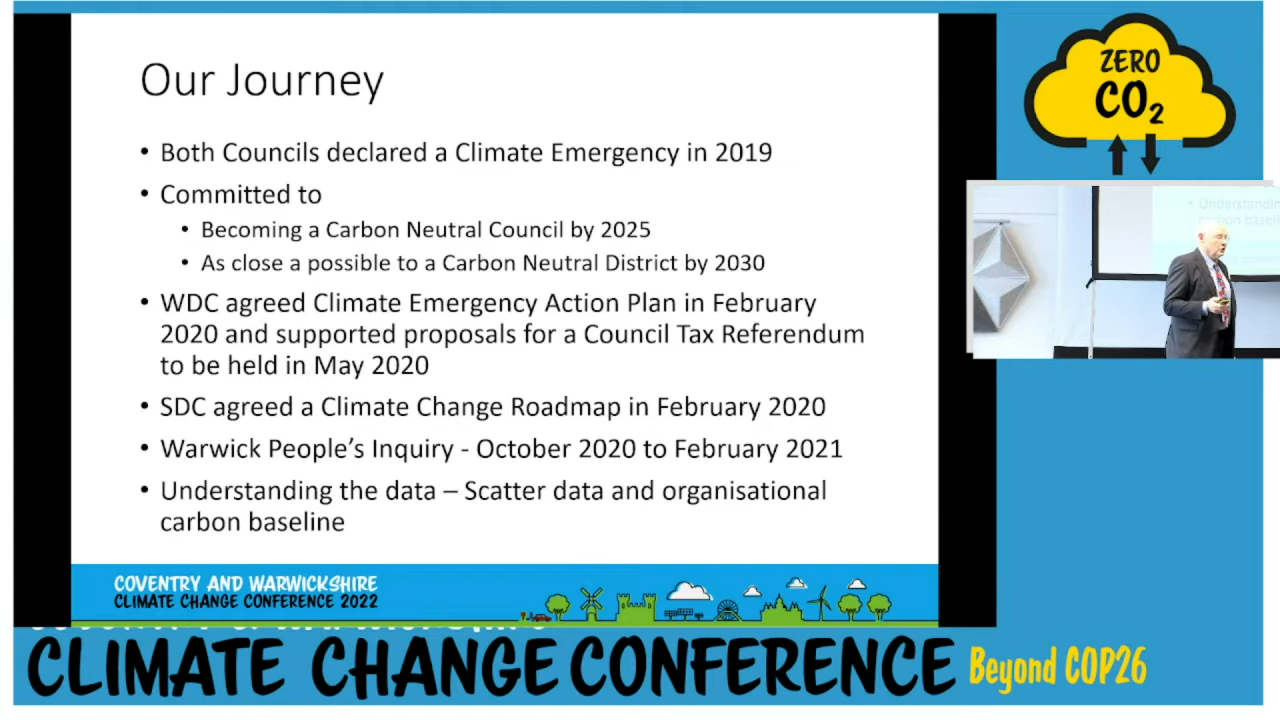 Our Journey
• Both Councils declared a Climate Emergency in 2019
• Committed to
• Becoming a Carbon Neutral Council by 2025
• As close a possible to a Carbon Neutral District by 2030
• WDC agreed Climate Emergency Action Plan in February
2020 and supported proposals for a Council Tax Referendum
to be held in May 2020
• SDC agreed a Climate Change Roadmap in February 2020
• Warwick People's Inquiry - October 2020 to February 2021
• Understanding the data – Scatter data and organisational
carbon baseline
COVENTRY AND WARWICKSHIRE
CLIMATE CHANGE CONFERENCE 2022
ZERO
CO₂
CLIMATE CHANGE CONFERENCE Beyond COP26